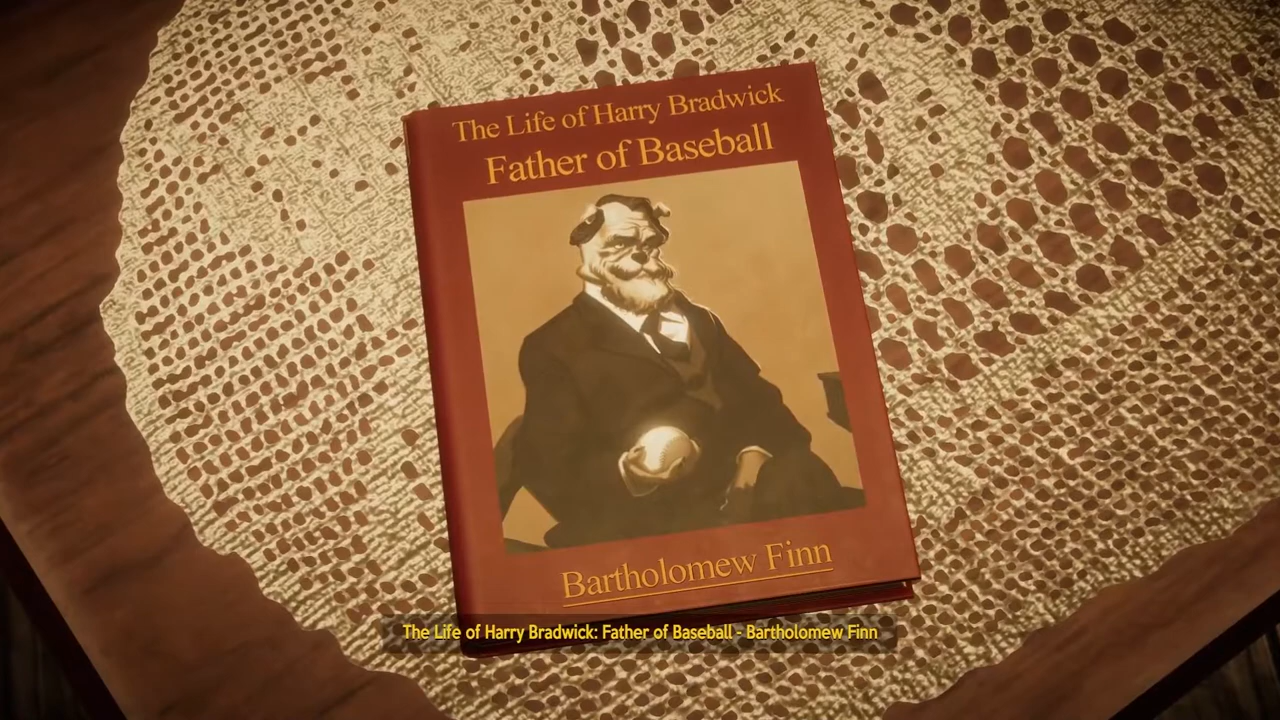 The Life of Harry Bradwick
Father of Baseball
Bartholomew Finn
The Life of Harry Bradwick: Father of Baseball - Bartholomew Finn